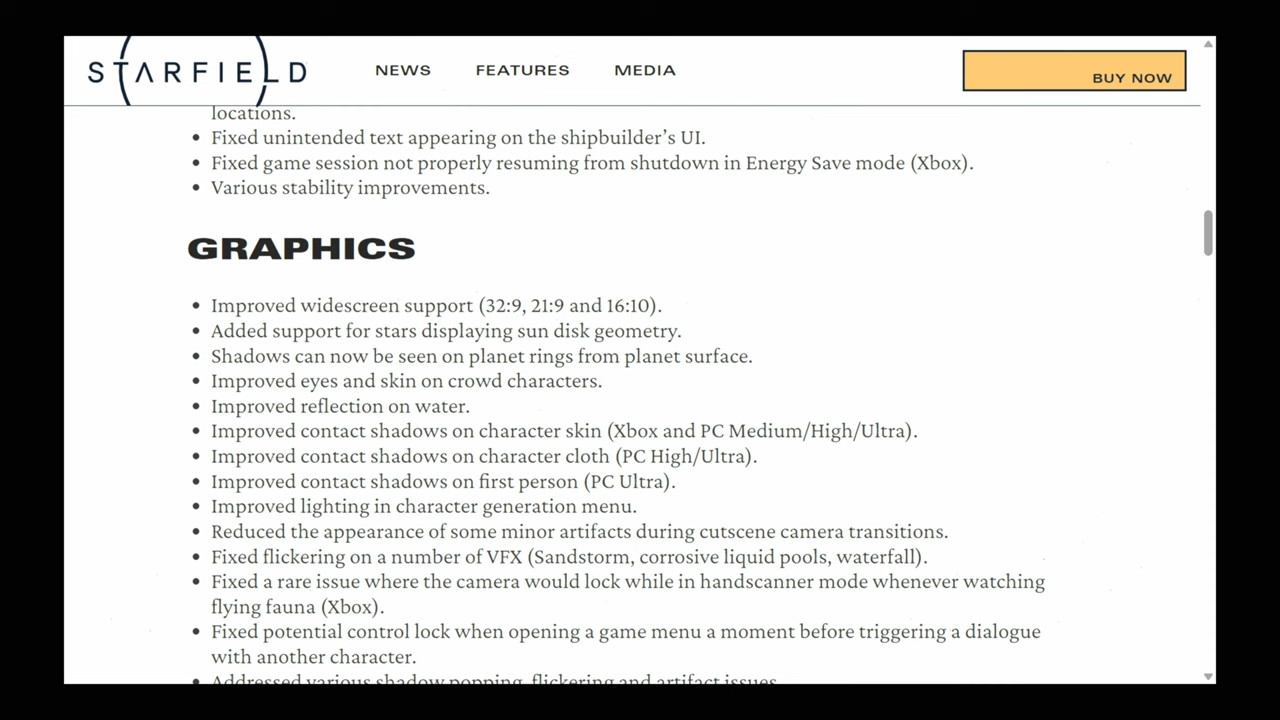 STARFIELD
NEWS
FEATURES
MEDIA
BUY NOW
locations.
• Fixed unintended text appearing on the shipbuilder’s UI.
• Fixed game session not properly resuming from shutdown in Energy Save mode (Xbox).
• Various stability improvements.
GRAPHICS
• Improved widescreen support (32:9, 21:9 and 16:10).
• Added support for stars displaying sun disk geometry.
• Shadows can now be seen on planet rings from planet surface.
• Improved eyes and skin on crowd characters.
• Improved reflection on water.
• Improved contact shadows on character skin (Xbox and PC Medium/High/Ultra).
• Improved contact shadows on character cloth (PC High/Ultra).
• Improved contact shadows on first person (PC Ultra).
• Improved lighting in character generation menu.
• Reduced the appearance of some minor artifacts during cutscene camera transitions.
• Fixed flickering on a number of VFX (Sandstorm, corrosive liquid pools, waterfall).
• Fixed a rare issue where the camera would lock while in handscanner mode whenever watching
flying fauna (Xbox).
• Fixed potential control lock when opening a game menu a moment before triggering a dialogue
with another character.
• Addressed various shadow popping, flickering and artifact issues.